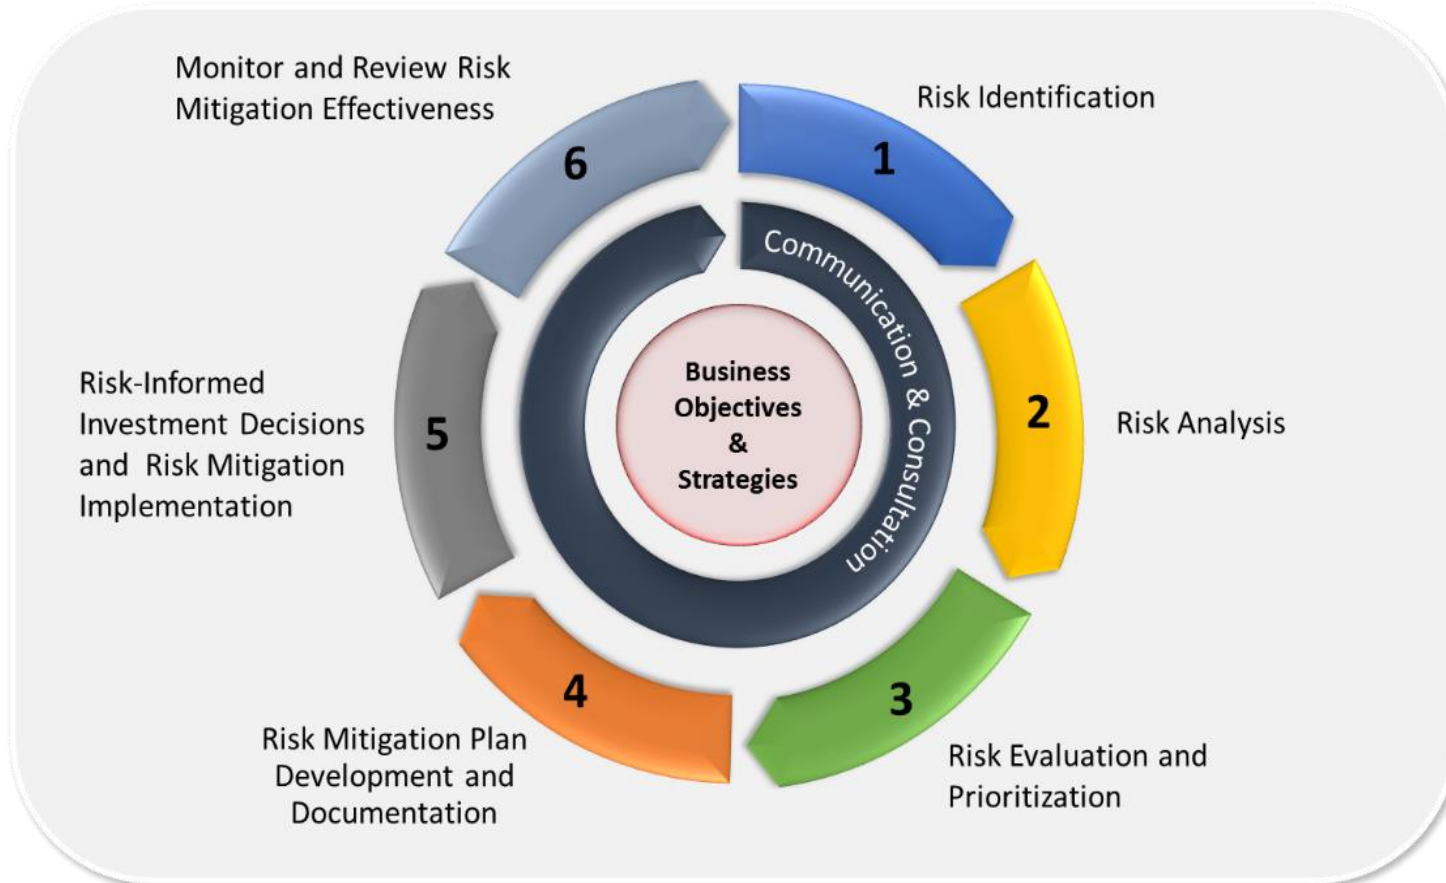 Monitor and Review Risk
Mitigation Effectiveness
6
1
Risk Identification
Communication & Consultation
Business
Objectives
&
Strategies
2
Risk Analysis
Risk-Informed
Investment Decisions
and Risk Mitigation
Implementation
5
4
3
Risk Mitigation Plan
Development and
Documentation
Risk Evaluation and
Prioritization